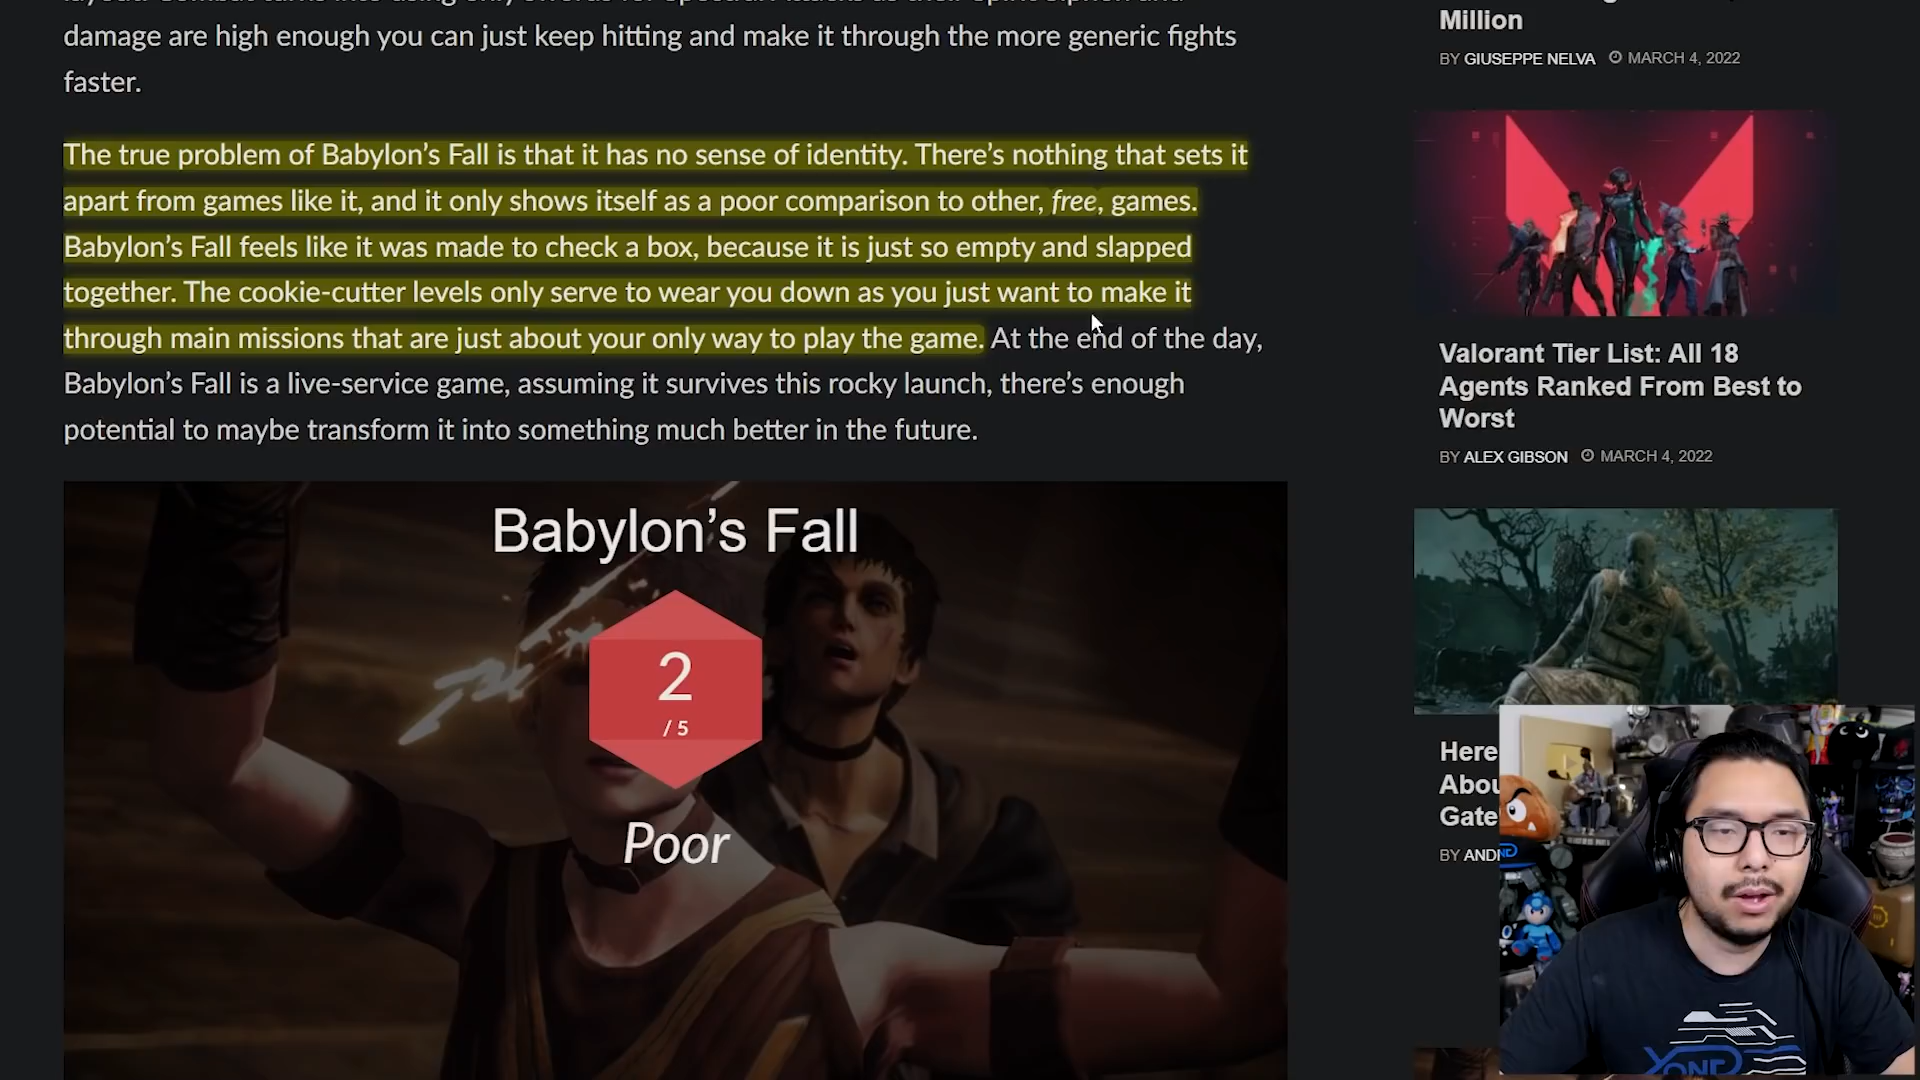 damage are high enough you can just keep hitting and make it through the more generic fights
faster.
The true problem of Babylon’s Fall is that it has no sense of identity. There’s nothing that sets it
apart from games like it, and it only shows itself as a poor comparison to other, free, games.
Babylon’s Fall feels like it was made to check a box, because it is just so empty and slapped
together. The cookie-cutter levels only serve to wear you down as you just want to make it
through main missions that are just about your only way to play the game. At the end of the day,
Babylon’s Fall is a live-service game, assuming it survives this rocky launch, there’s enough
potential to maybe transform it into something much better in the future.
Babylon’s Fall
2
/ 5
Poor
Million
BY GIUSEPPE NELVA MARCH 4, 2022
Valorant Tier List: All 18
Agents Ranked From Best to
Worst
BY ALEX GIBSON MARCH 4, 2022
Here
Abou
Gate
BY